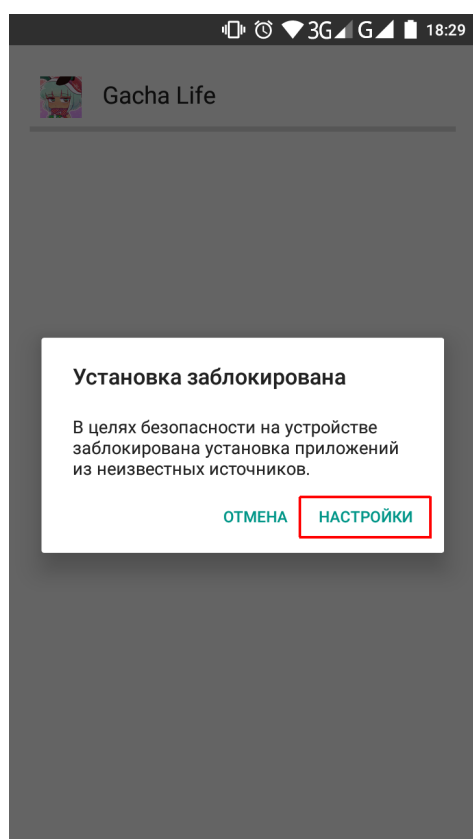 3G G 18:29
Gacha Life
Установка заблокирована
В целях безопасности на устройстве
заблокирована установка приложений
из неизвестных источников.
ОТМЕНА НАСТРОЙКИ